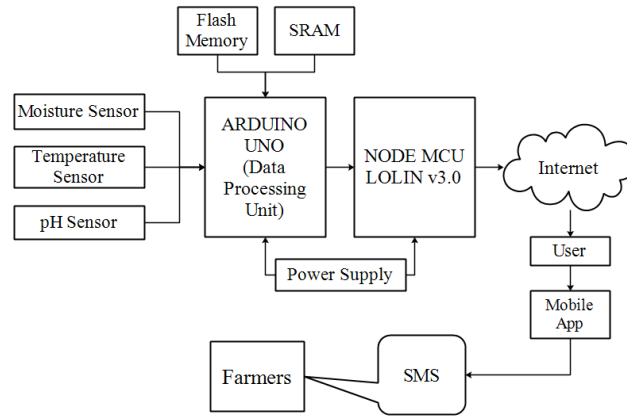 Flash
Memory
SRAM
Moisture Sensor
Temperature
Sensor
pH Sensor
ARDUINO
UNO
(Data
Processing
Unit)
NODE MCU
LOLIN v3.0
Internet
Power Supply
User
Mobile
App
SMS
Farmers